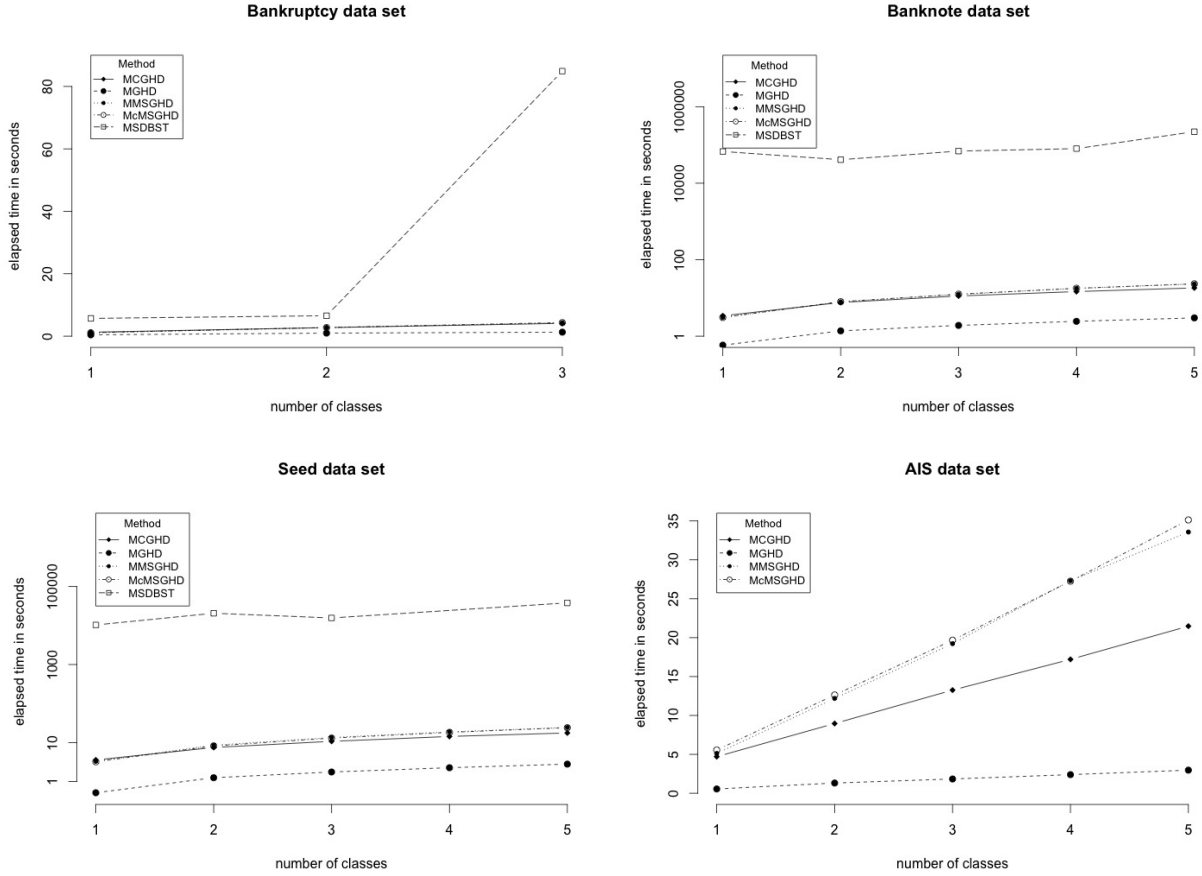 Bankruptcy data set
elapsed time in seconds
0 20 40 60 80
Method
MCGHD
MGHD
MMSGHD
McMSGHD
MSDBST
1 2 3
number of classes
Banknote data set
elapsed time in seconds
1 100 10000 1000000
Method
MCGHD
MGHD
MMSGHD
McMSGHD
MSDBST
1 2 3 4 5
number of classes
Seed data set
elapsed time in seconds
1 10 1000 100000
Method
MCGHD
MGHD
MMSGHD
McMSGHD
MSDBST
1 2 3 4 5
number of classes
AIS data set
elapsed time in seconds
0 5 10 15 20 25 30 35
Method
MCGHD
MGHD
MMSGHD
McMSGHD
1 2 3 4 5
number of classes